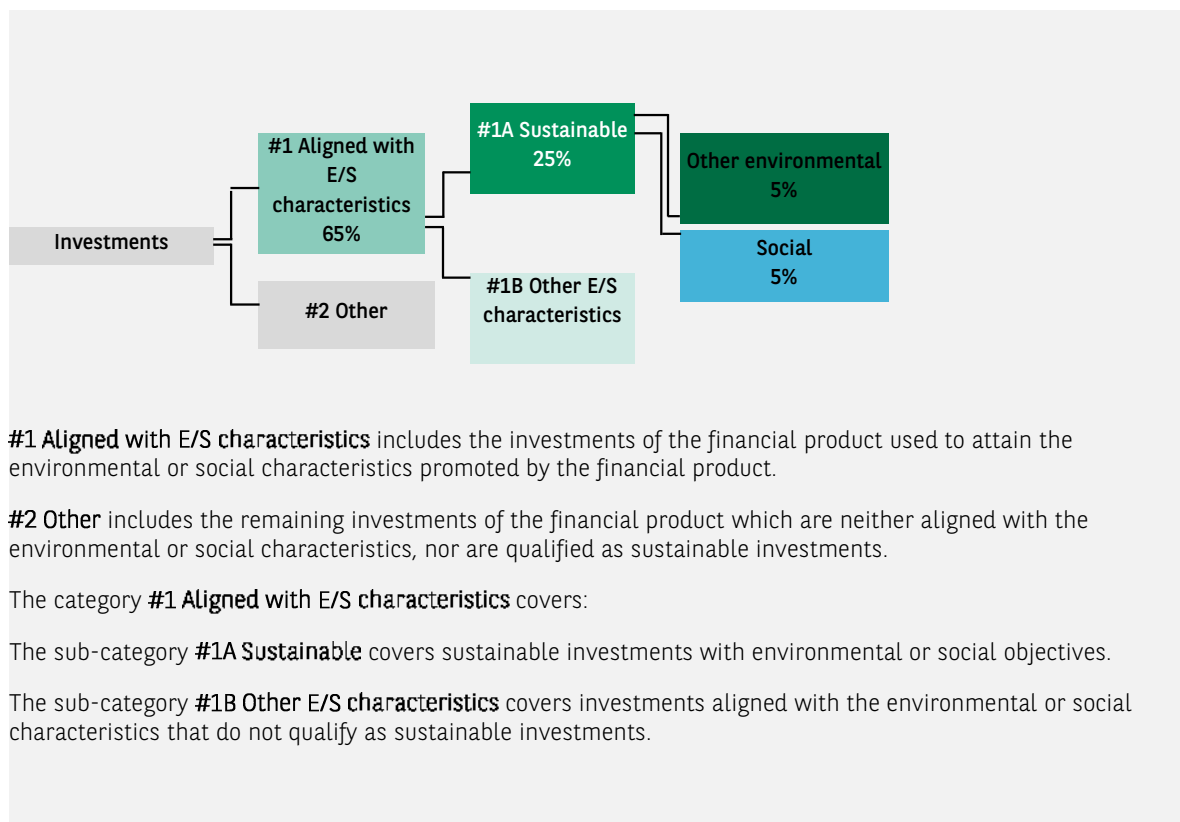 #1A Sustainable
25%
#1 Aligned with
E/S
characteristics
65%
Other environmental
5%
Investments
Social
5%
#2 Other
#1B Other E/S
characteristics
#1 Aligned with E/S characteristics includes the investments of the financial product used to attain the
environmental or social characteristics promoted by the financial product.
#2 Other includes the remaining investments of the financial product which are neither aligned with the
environmental or social characteristics, nor are qualified as sustainable investments.
The category #1 Aligned with E/S characteristics covers:
The sub-category #1A Sustainable covers sustainable investments with environmental or social objectives.
The sub-category #1B Other E/S characteristics covers investments aligned with the environmental or social
characteristics that do not qualify as sustainable investments.